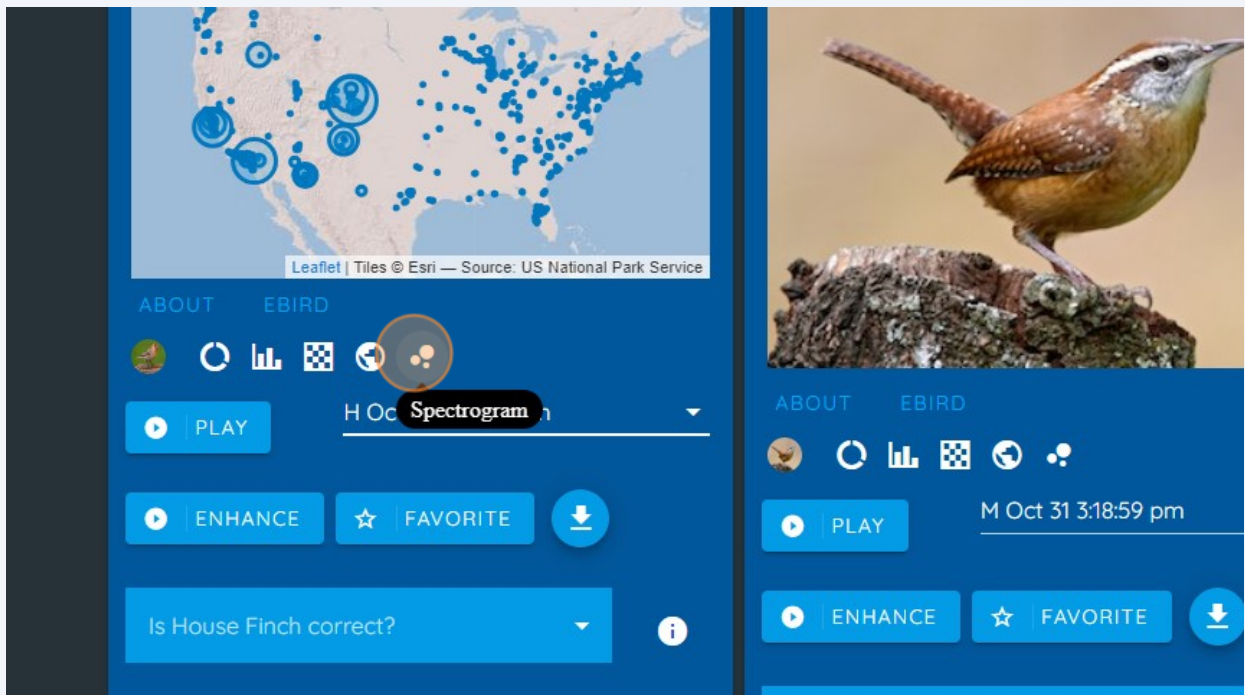 Leaflet | Tiles © Esri — Source: US National Park Service
ABOUT EBIRD
Spectrogram
PLAY
H Oc
ENHANCE
FAVORITE
Is House Finch correct?
ABOUT EBIRD
PLAY
M Oct 31 3:18:59 pm
ENHANCE
FAVORITE